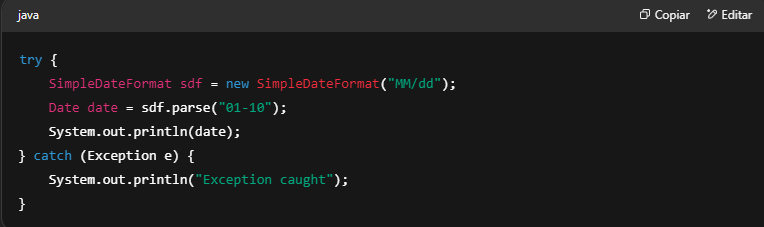 java Copiar Editar
try {
    SimpleDateFormat sdf = new SimpleDateFormat("MM/dd");
    Date date = sdf.parse("01-10");
    System.out.println(date);
} catch (Exception e) {
    System.out.println("Exception caught");
}